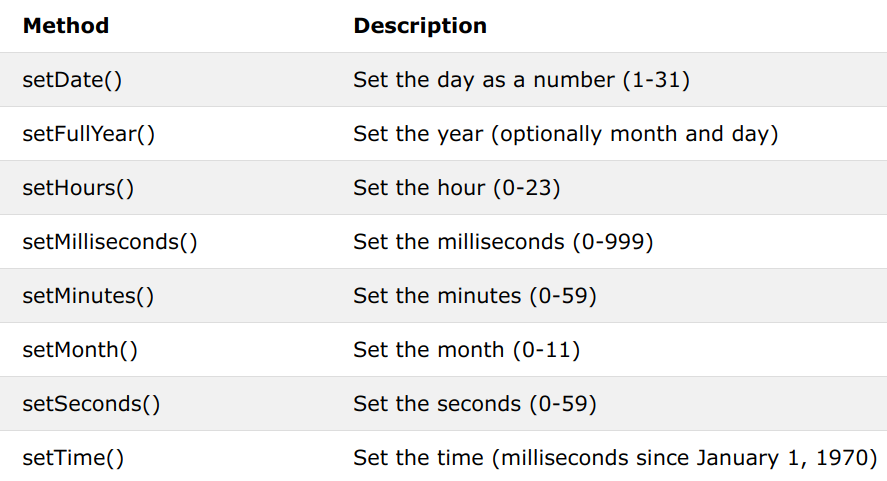 Method Description
setDate() Set the day as a number (1-31)
setFullYear() Set the year (optionally month and day)
setHours() Set the hour (0-23)
setMilliseconds() Set the milliseconds (0-999)
setMinutes() Set the minutes (0-59)
setMonth() Set the month (0-11)
setSeconds() Set the seconds (0-59)
setTime() Set the time (milliseconds since January 1, 1970)